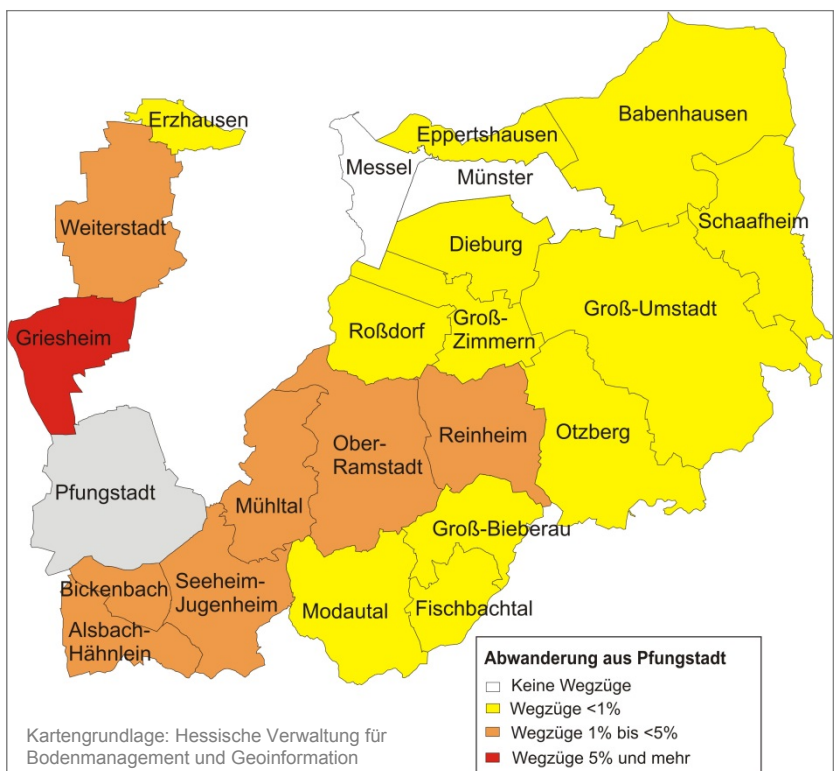 Erzhausen
Babenhausen
Eppertshausen
Messel
Münster
Schaafheim
Weiterstadt
Dieburg
Groß-Umstadt
Griesheim
Roßdorf
Groß-
Zimmern
Ober-
Ramstadt
Reinheim
Otzberg
Pfungstadt
Mühltal
Groß-Bieberau
Bickenbach
Seeheim-
Jugenheim
Modautal
Fischbachtal
Alsbach-
Hähnlein
Abwanderung aus Pfungstadt
Keine Wegzüge
Wegzüge <1%
Wegzüge 1% bis <5%
Wegzüge 5% und mehr
Kartengrundlage: Hessische Verwaltung für
Bodenmanagement und Geoinformation